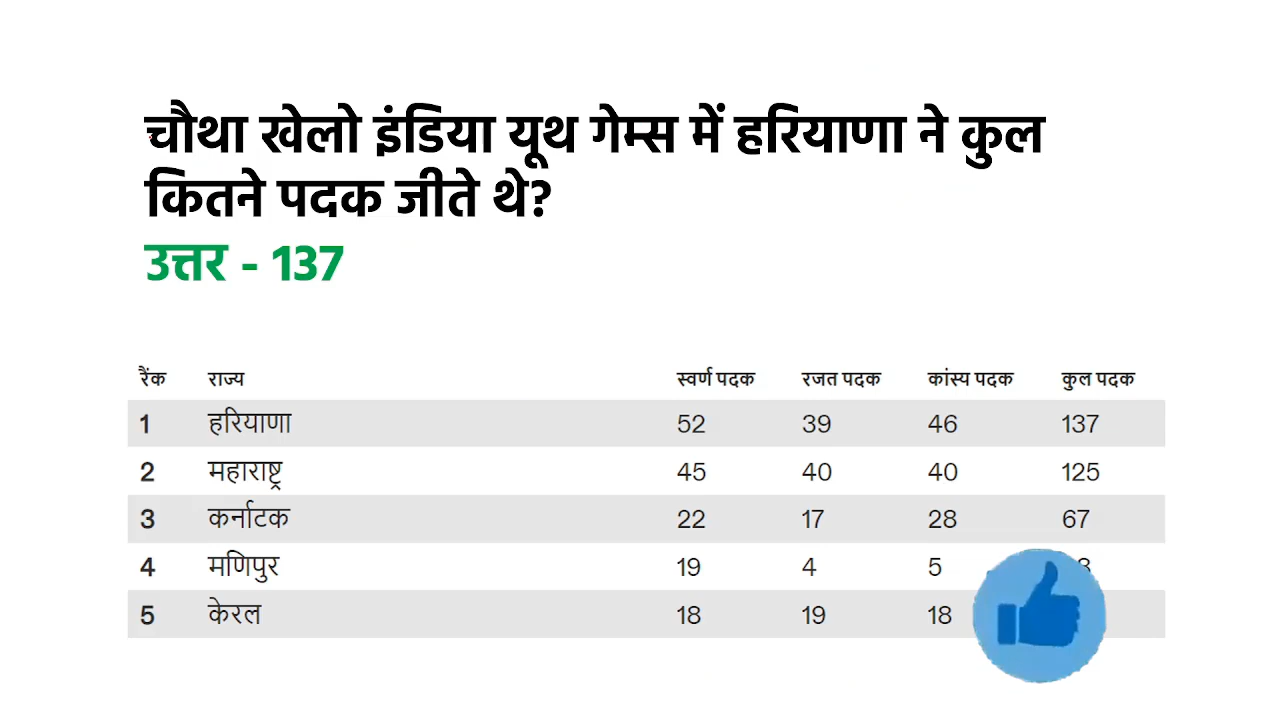 चौथा खेलो इंडिया यूथ गेम्स में हरियाणा ने कुल
कितने पदक जीते थे?
उत्तर - 137
रैंक राज्य स्वर्ण पदक रजत पदक कांस्य पदक कुल पदक
1 हरियाणा 52 39 46 137
2 महाराष्ट्र 45 40 40 125
3 कर्नाटक 22 17 28 67
4 मणिपुर 19 4 5
5 केरल 18 19 18